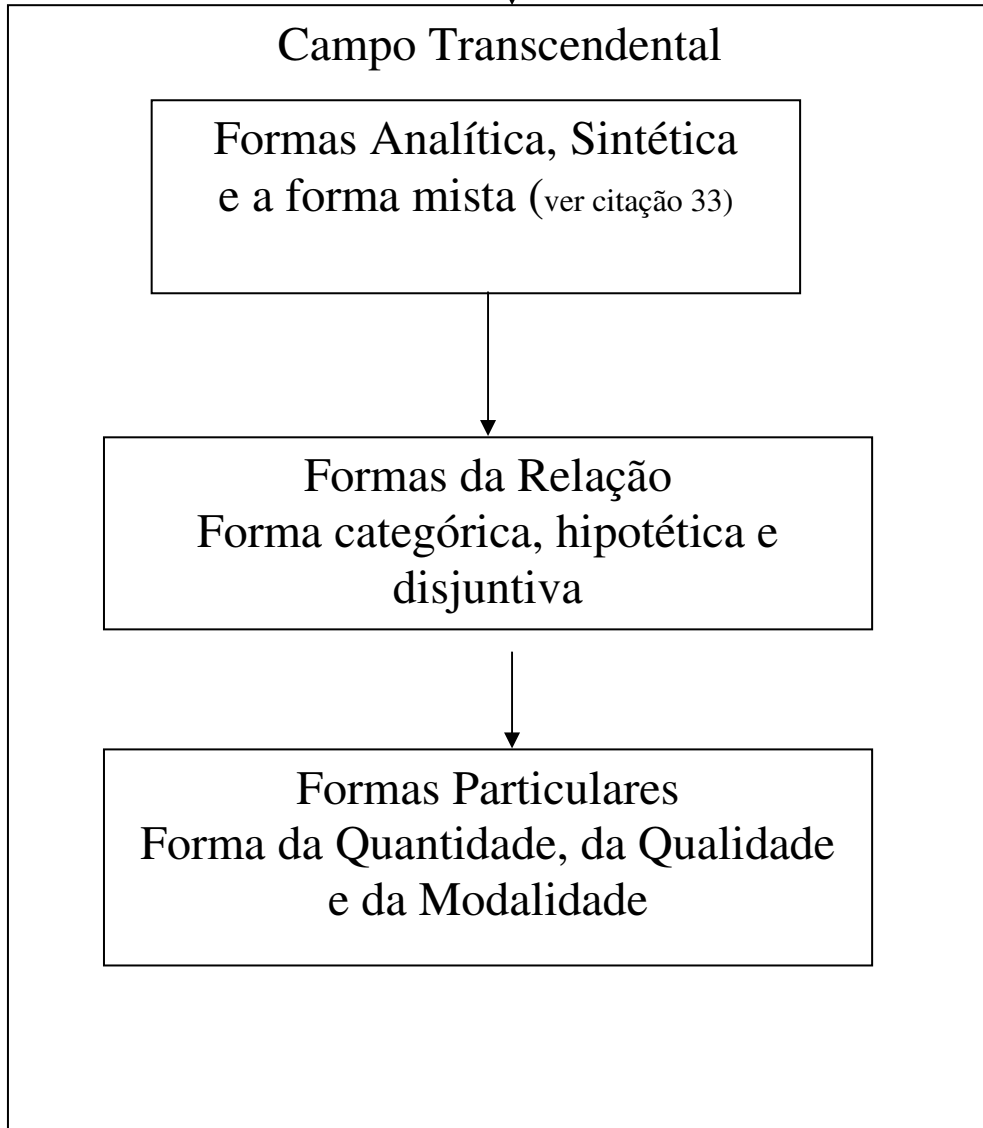 Campo Transcendental
Formas Analítica, Sintética
e a forma mista (ver citação 33)
Formas da Relação
Forma categórica, hipotética e
disjuntiva
Formas Particulares
Forma da Quantidade, da Qualidade
e da Modalidade